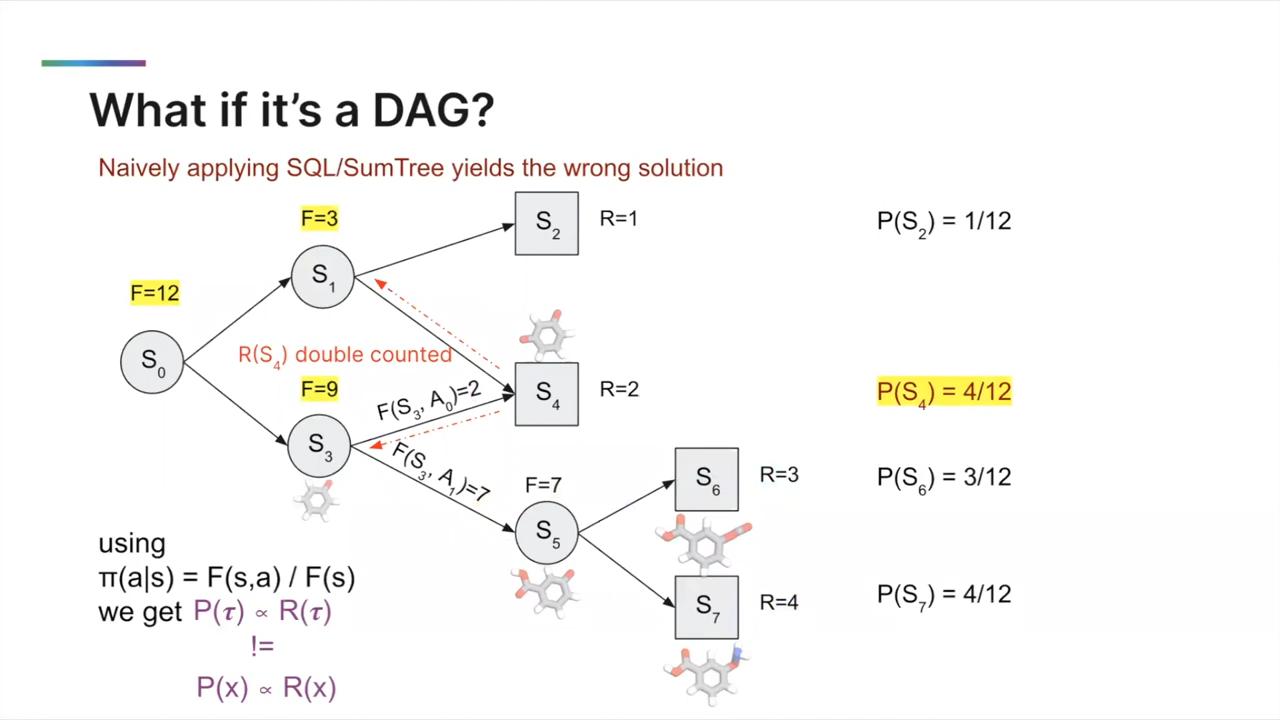 What if it's a DAG?
Naively applying SQL/SumTree yields the wrong solution
F=3
S2
R=1
P(S2) = 1/12
S1
F=12
S0
R(S4) double counted
F=9
F(S3, A0)=2
S4
R=2
P(S4) = 4/12
S3
F(S3, A1)=7
F=7
S5
S6
R=3
P(S6) = 3/12
S7
R=4
P(S7) = 4/12
using
π(a|s) = F(s,a) / F(s)
we get P(τ) ∝ R(τ)
!=
P(x) ∝ R(x)